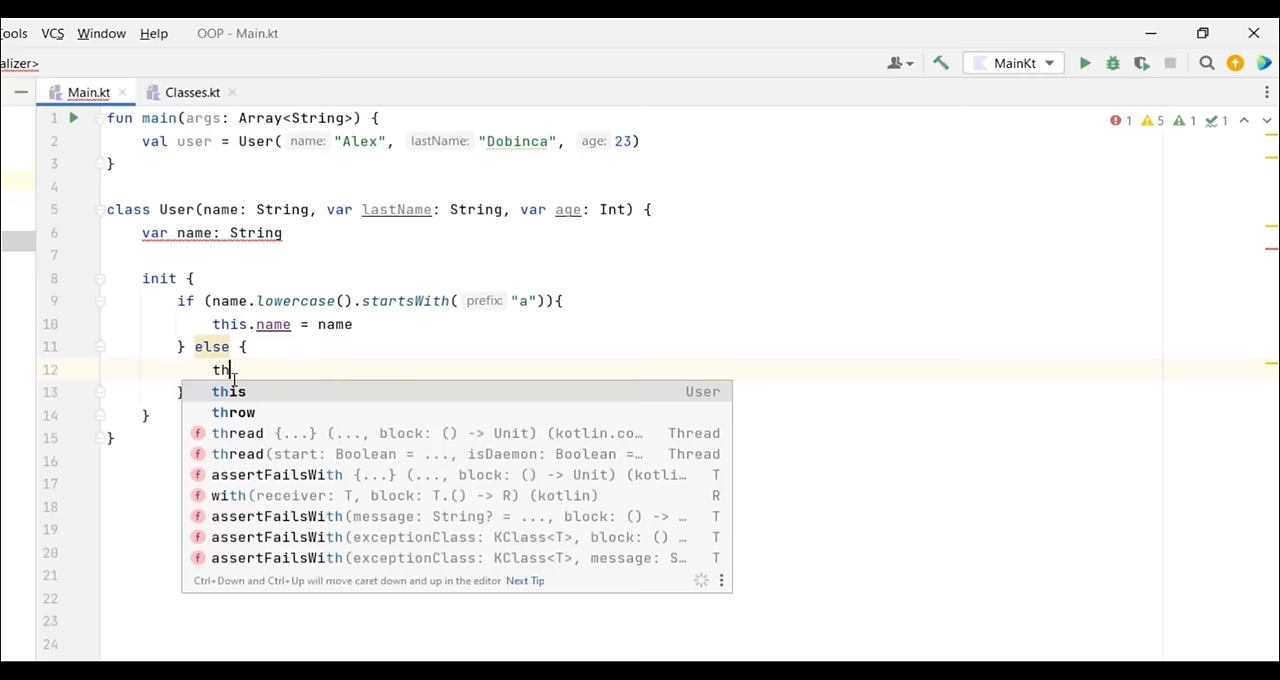 ools VCS Window Help OOP - Main.kt
alizer> MainKt
Main.kt Classes.kt
1 fun main(args: Array<String>) { 1 5 1 1
2 val user = User( name: "Alex", lastName: "Dobinca", age: 23)
3 }
4
5 class User(name: String, var lastName: String, var age: Int) {
6 var name: String
7
8 init {
9 if (name.lowercase().startsWith( prefix: "a")){
10 this.name = name
11 } else {
12 th
13 }
this User
throw
14 }
15 }
thread {...} (..., block: () -> Unit) (kotlin.co… Thread
16
thread(start: Boolean = ..., isDaemon: Boolean =… Thread
17
assertFailsWith {...} (..., block: () -> Unit) (kotli… T
18
with(receiver: T, block: T.() -> R) (kotlin) R
19
assertFailsWith(message: String? = ..., block: () -> … T
20
assertFailsWith(exceptionClass: KClass<T>, block: () … T
21
assertFailsWith(exceptionClass: KClass<T>, message: S… T
Ctrl+Down and Ctrl+Up will move caret down and up in the editor Next Tip
22
23
24